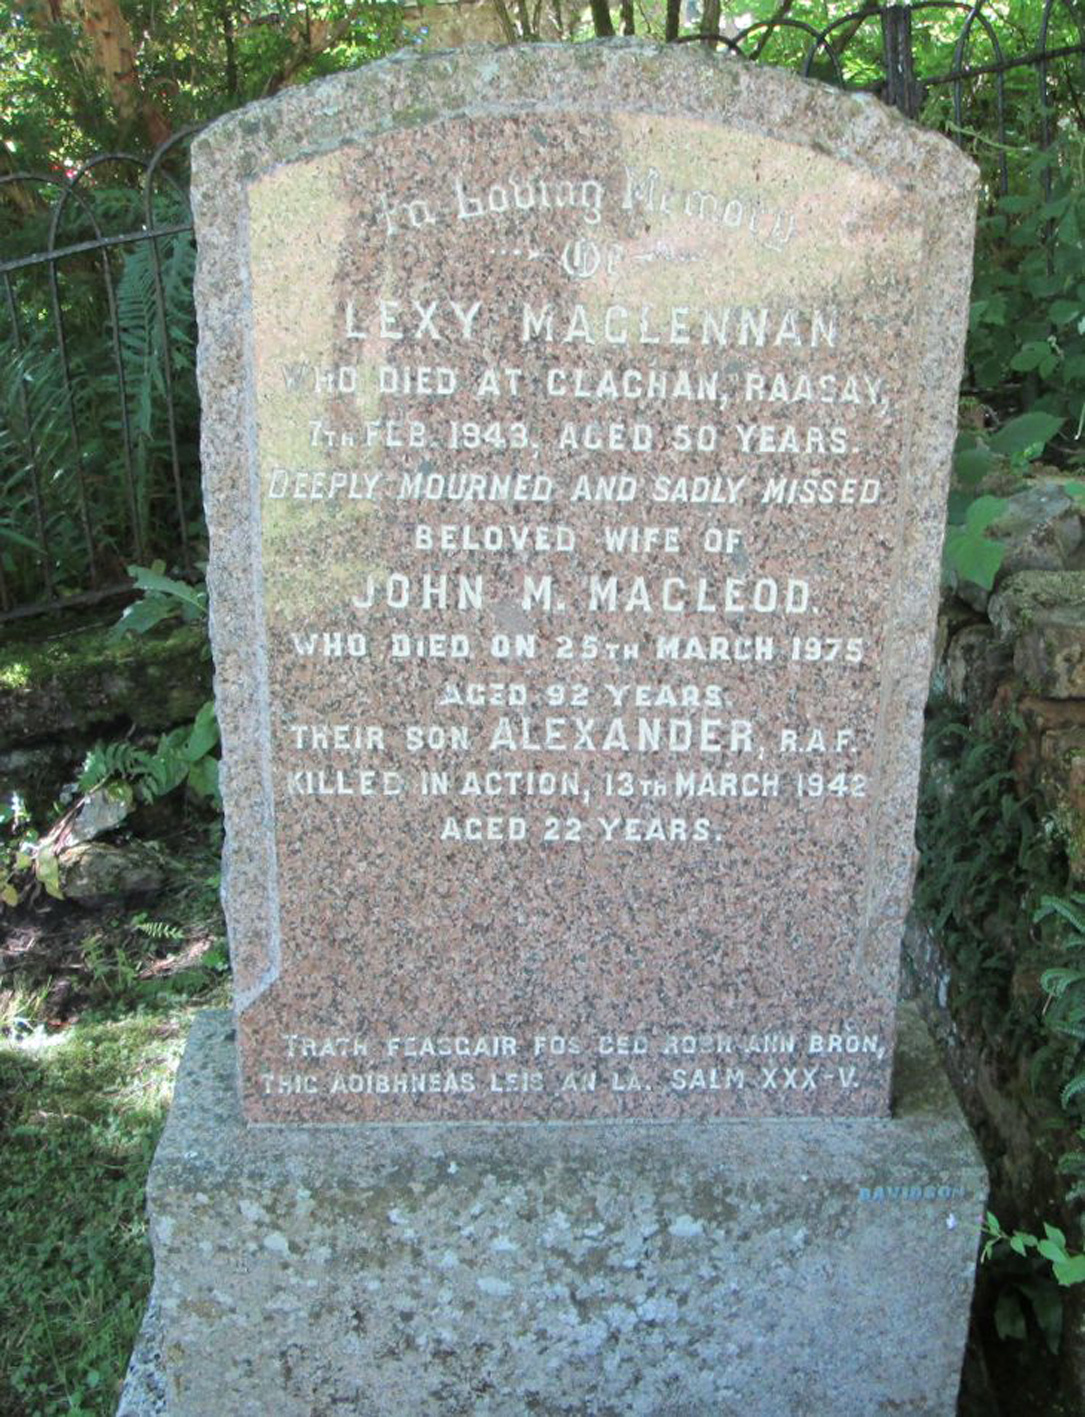 In Loving Memory
Of
LEXY MACLENNAN
WHO DIED AT CLACHAN, RAASAY,
7TH FEB. 1943, AGED 50 YEARS.
DEEPLY MOURNED AND SADLY MISSED
BELOVED WIFE OF
JOHN M. MACLEOD.
WHO DIED ON 25TH MARCH 1975
AGED 92 YEARS.
THEIR SON ALEXANDER, R.A.F.
KILLED IN ACTION, 13TH MARCH 1942
AGED 22 YEARS.
TRATH FEASGAIR FOS GED ROBH ANN BRÒN,
THIG AOIBHNEAS LEIS AN LA. SALM XXX-V.
DAVIDSON